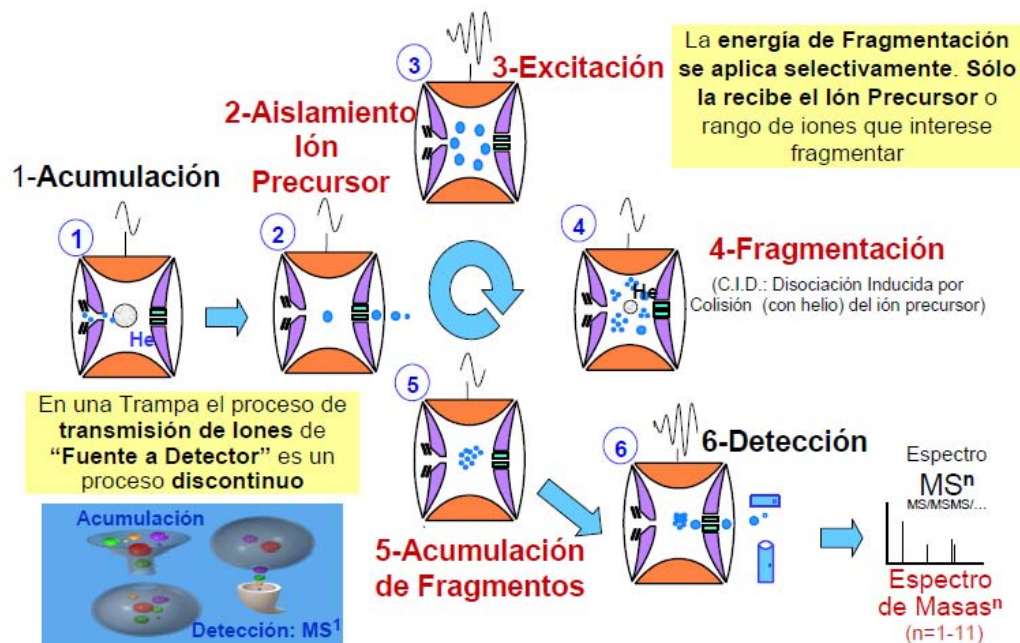 3
3-Excitación
La energía de Fragmentación
se aplica selectivamente. Sólo
la recibe el Ión Precursor o
rango de iones que interese
fragmentar
2-Aislamiento
Ión
Precursor
1-Acumulación
1
He
2
4
He
4-Fragmentación
(C.I.D.: Disociación Inducida por
Colisión (con helio) del ión precursor)
En una Trampa el proceso de
transmisión de Iones de
“Fuente a Detector” es un
proceso discontinuo
5
5-Acumulación
de Fragmentos
6
6-Detección
Espectro
MSⁿ
MS/MSMS/...
Espectro
de Masasⁿ
(n=1-11)
Acumulación
Detección: MS¹